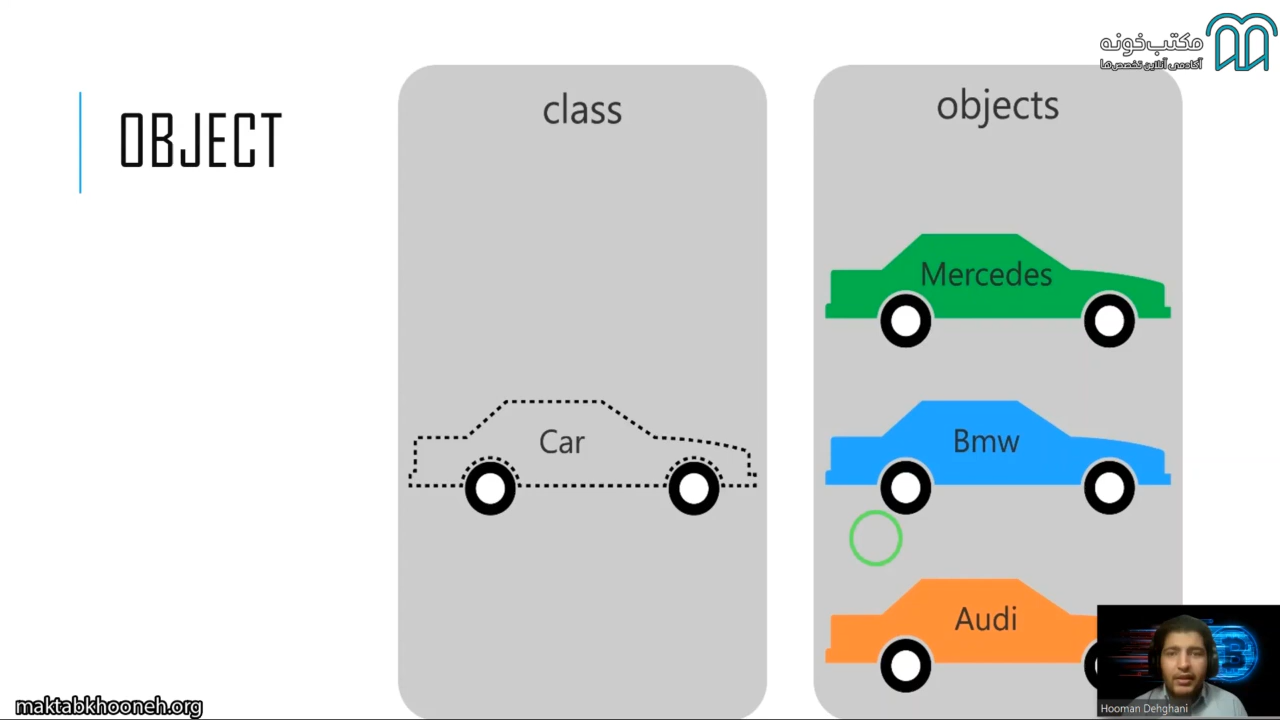 مکتب‌خونه
آکادمی آنلاین تخصص‌ها
OBJECT
class
objects
Mercedes
Car
Bmw
Audi
maktabkhooneh.org
Hooman Dehghani